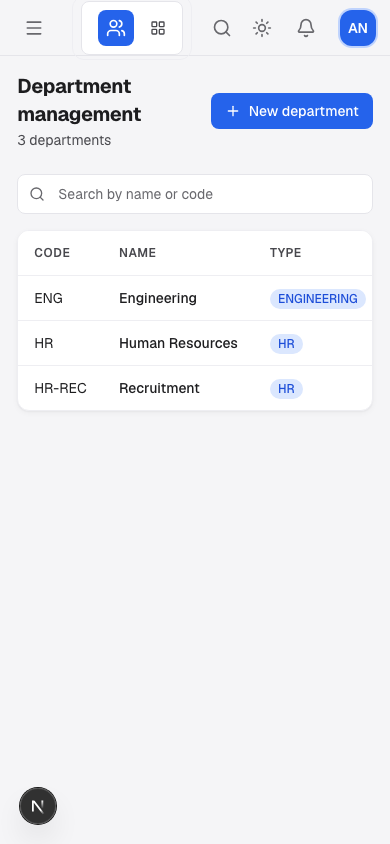 AN
Department
management
New department
3 departments
Search by name or code
CODE NAME TYPE
ENG Engineering ENGINEERING
HR Human Resources HR
HR-REC Recruitment HR
N